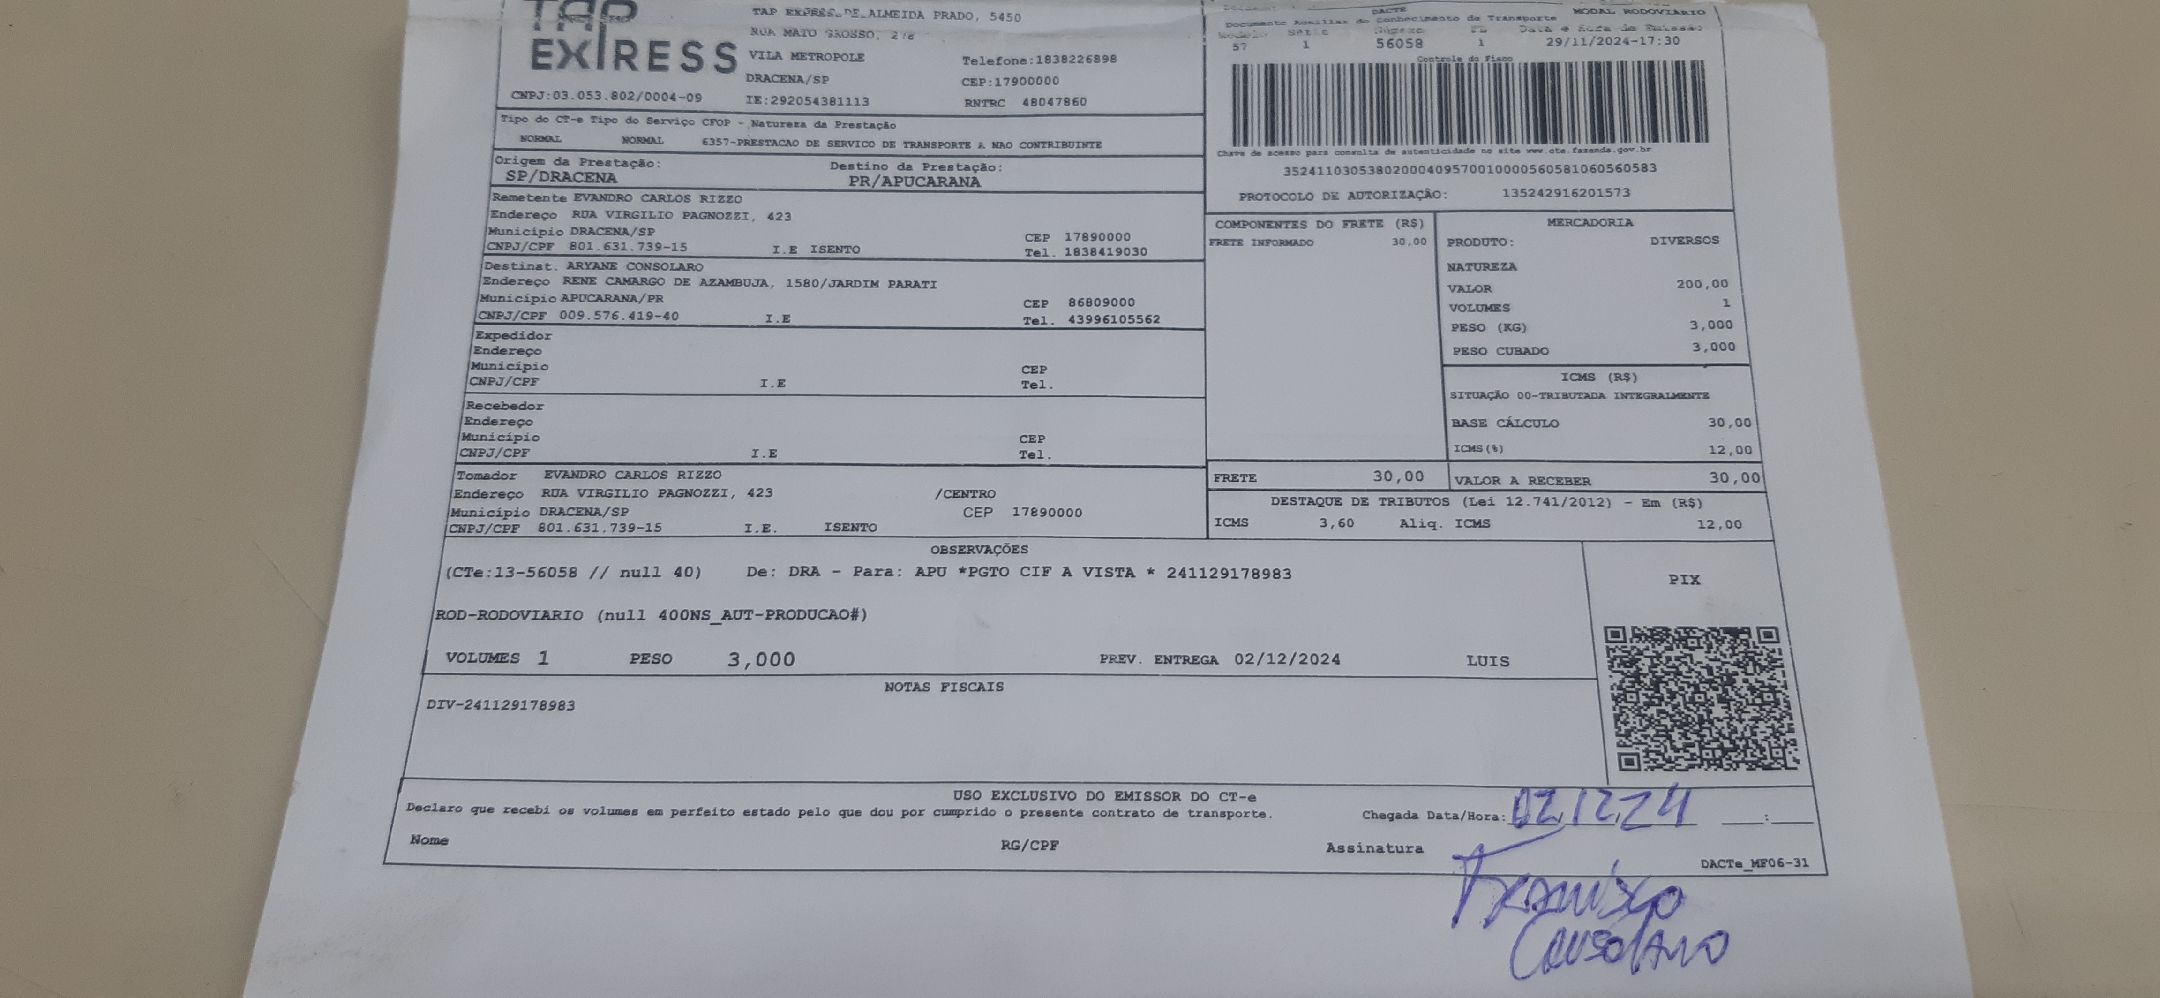 TAP
EXPRESS
CNPJ:03.053.802/0004-09
ALMEIDA PRADO, 5450
VILA METROPOLE
DRACENA/SP
IE:292054381113
Telefone:1838226898
CEP:17900000
RNTRC 48047860
DACTE
Documento Auxiliar do Conhecimento de Transporte
MODAL RODOVIARIO
57 1 56058 1 29/11/2024-17:30
Controle do Fisco
Chave de acesso para consulta de autenticidade no site www.cte.fazenda.gov.br
35241103053802000409570010000560581060560583
PROTOCOLO DE AUTORIZAÇÃO: 135242916201573
Tipo do CT-e Tipo do Serviço CFOP - Natureza da Prestação
NORMAL NORMAL 6357-PRESTACAO DE SERVICO DE TRANSPORTE A NAO CONTRIBUINTE
Origem da Prestação: Destino da Prestação:
SP/DRACENA PR/APUCARANA
Remetente EVANDRO CARLOS RIZZO
Endereço RUA VIRGILIO PAGNOZZI, 423
Município DRACENA/SP CEP 17890000
CNPJ/CPF 801.631.739-15 I.E ISENTO Tel. 1838419030
Destinat. ARYANE CONSOLARO
Endereço RENE CAMARGO DE AZAMBUJA, 1580/JARDIM PARATI
Município APUCARANA/PR CEP 86809000
CNPJ/CPF 009.576.419-40 I.E Tel. 43996105562
Expedidor
Endereço
Município CEP
CNPJ/CPF I.E Tel.
Recebedor
Endereço
Município CEP
CNPJ/CPF I.E Tel.
Tomador EVANDRO CARLOS RIZZO
Endereço RUA VIRGILIO PAGNOZZI, 423 /CENTRO
Município DRACENA/SP CEP 17890000
CNPJ/CPF 801.631.739-15 I.E. ISENTO
COMPONENTES DO FRETE (R$)
FRETE INFORMADO 30,00
MERCADORIA
PRODUTO: DIVERSOS
NATUREZA
VALOR 200,00
VOLUMES 1
PESO (KG) 3,000
PESO CUBADO 3,000
ICMS (R$)
SITUAÇÃO 00-TRIBUTADA INTEGRALMENTE
BASE CÁLCULO 30,00
ICMS(%) 12,00
FRETE 30,00 VALOR A RECEBER 30,00
DESTAQUE DE TRIBUTOS (Lei 12.741/2012) - Em (R$)
ICMS 3,60 Aliq. ICMS 12,00
OBSERVAÇÕES
(CTe:13-56058 // null 40) De: DRA - Para: APU *PGTO CIF A VISTA * 241129178983
ROD-RODOVIARIO (null 400NS_AUT-PRODUCAO#)
VOLUMES 1 PESO 3,000 PREV. ENTREGA 02/12/2024 LUIS
PIX
NOTAS FISCAIS
DIV-241129178983
USO EXCLUSIVO DO EMISSOR DO CT-e
Declaro que recebi os volumes em perfeito estado pelo que dou por cumprido o presente contrato de transporte.
Chegada Data/Hora: 02,12,24 :
Nome RG/CPF Assinatura
DACTe_MF06-31
Francisco
Consolaro